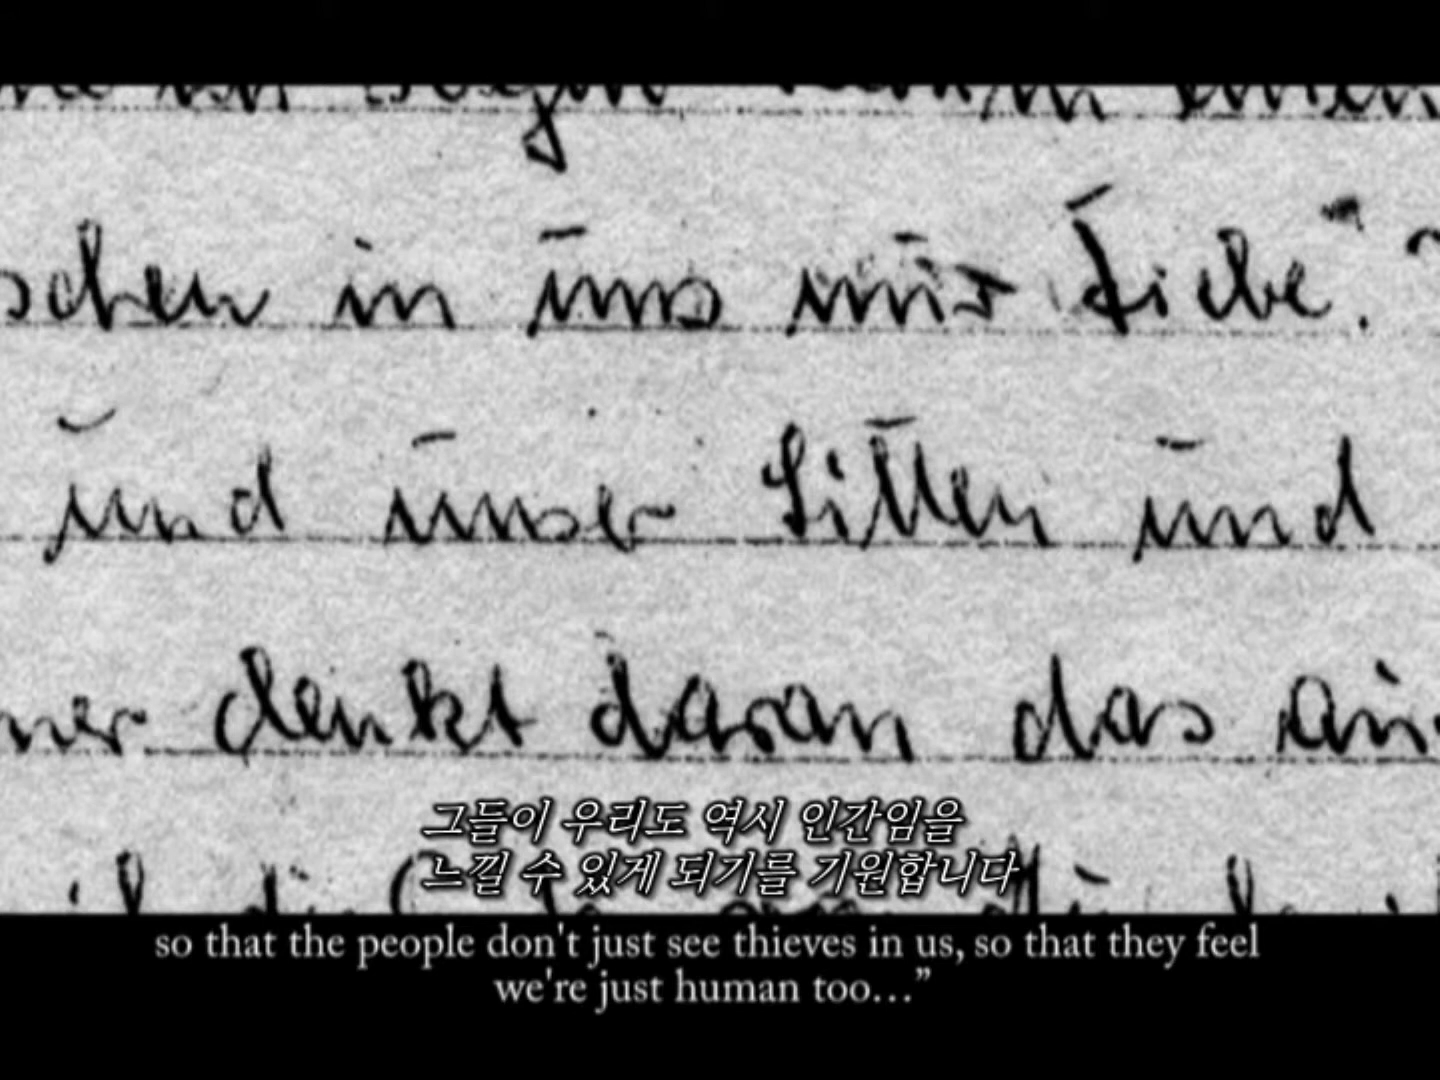 schen in uns nur Diebe.
und unser Sitten und
denkt daran das
그들이 우리도 역시 인간임을
느낄 수 있게 되기를 기원합니다
so that the people don't just see thieves in us, so that they feel
we're just human too…”